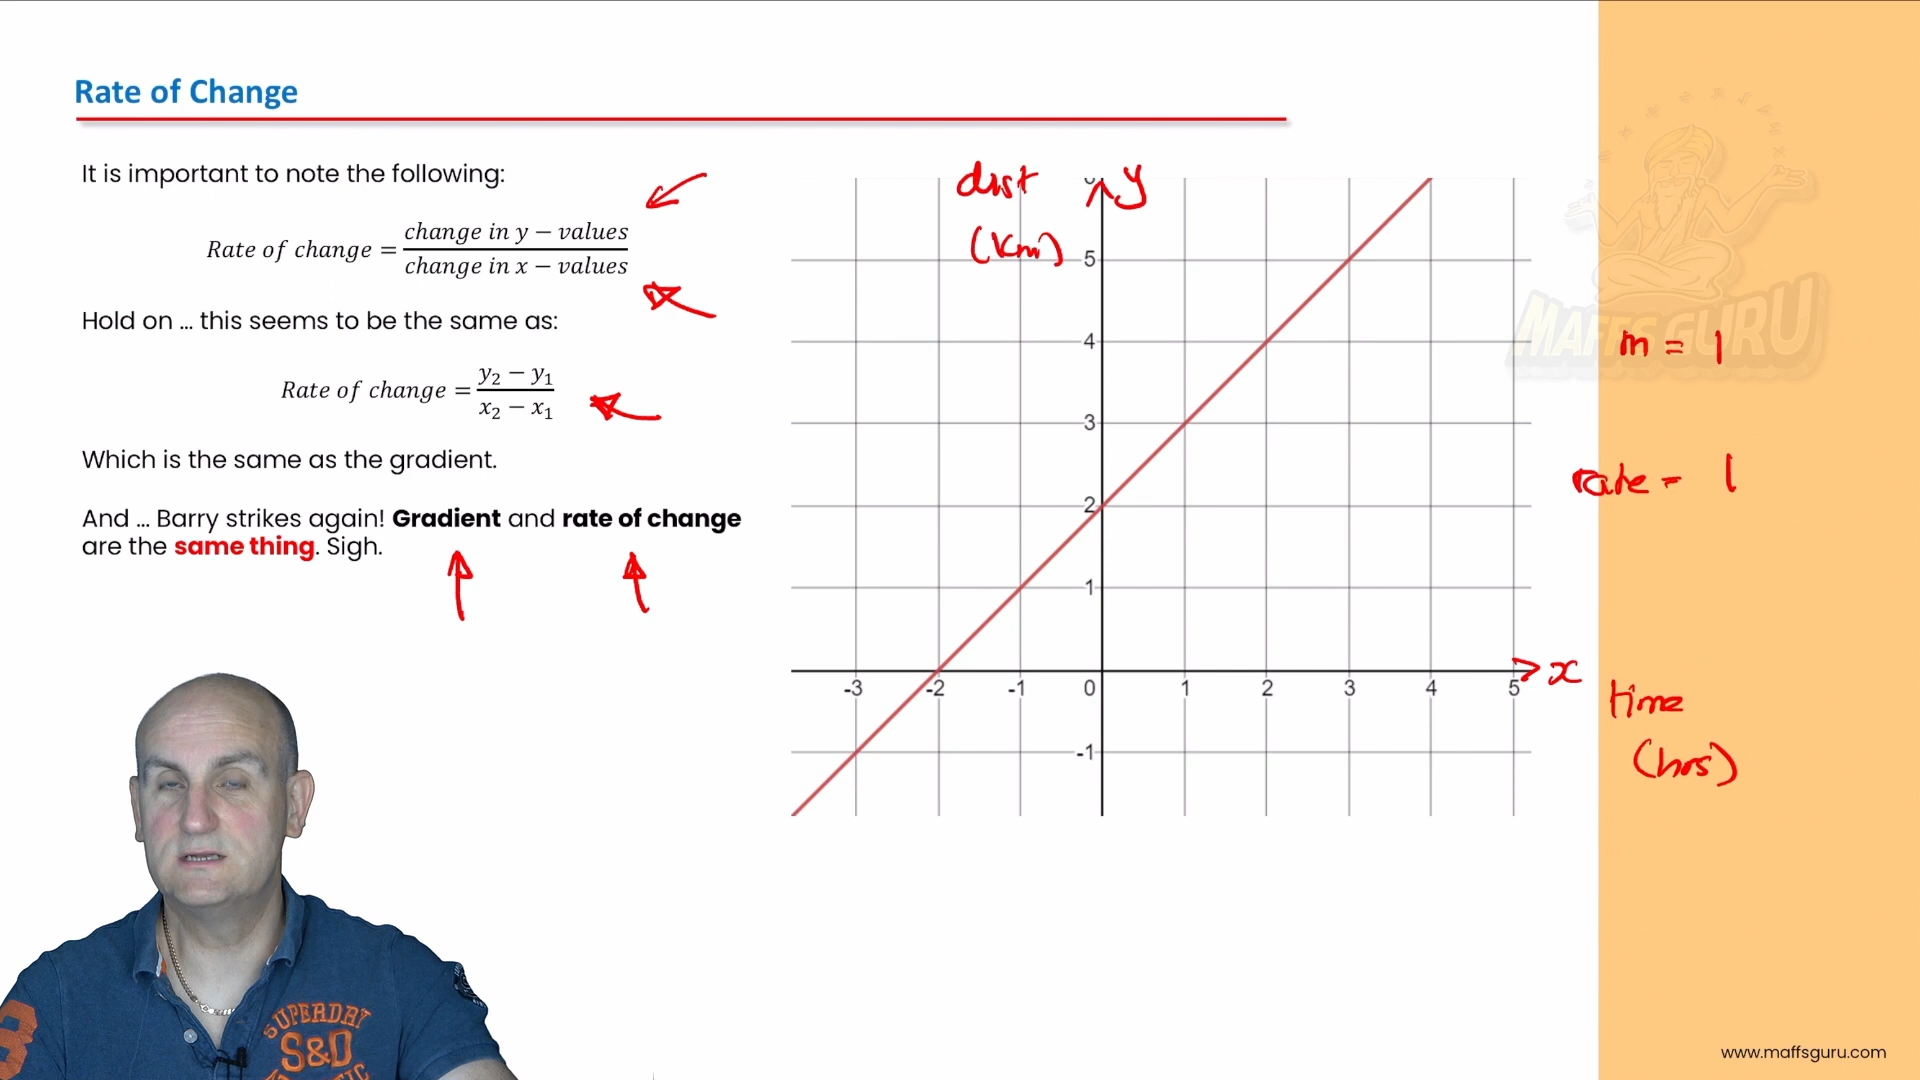 Rate of Change
It is important to note the following:
Rate of change = change in y − values / change in x − values
Hold on ... this seems to be the same as:
Rate of change = y₂ − y₁ / x₂ − x₁
Which is the same as the gradient.
And ... Barry strikes again! Gradient and rate of change
are the same thing. Sigh.
dist
(Km)
y
5
4
3
2
1
-3 -2 -1 0 1 2 3 4 5
x
-1
MAFFS GURU
m = 1
rate = 1
time
(hrs)
3
SUPERDRY
S&D
www.maffsguru.com